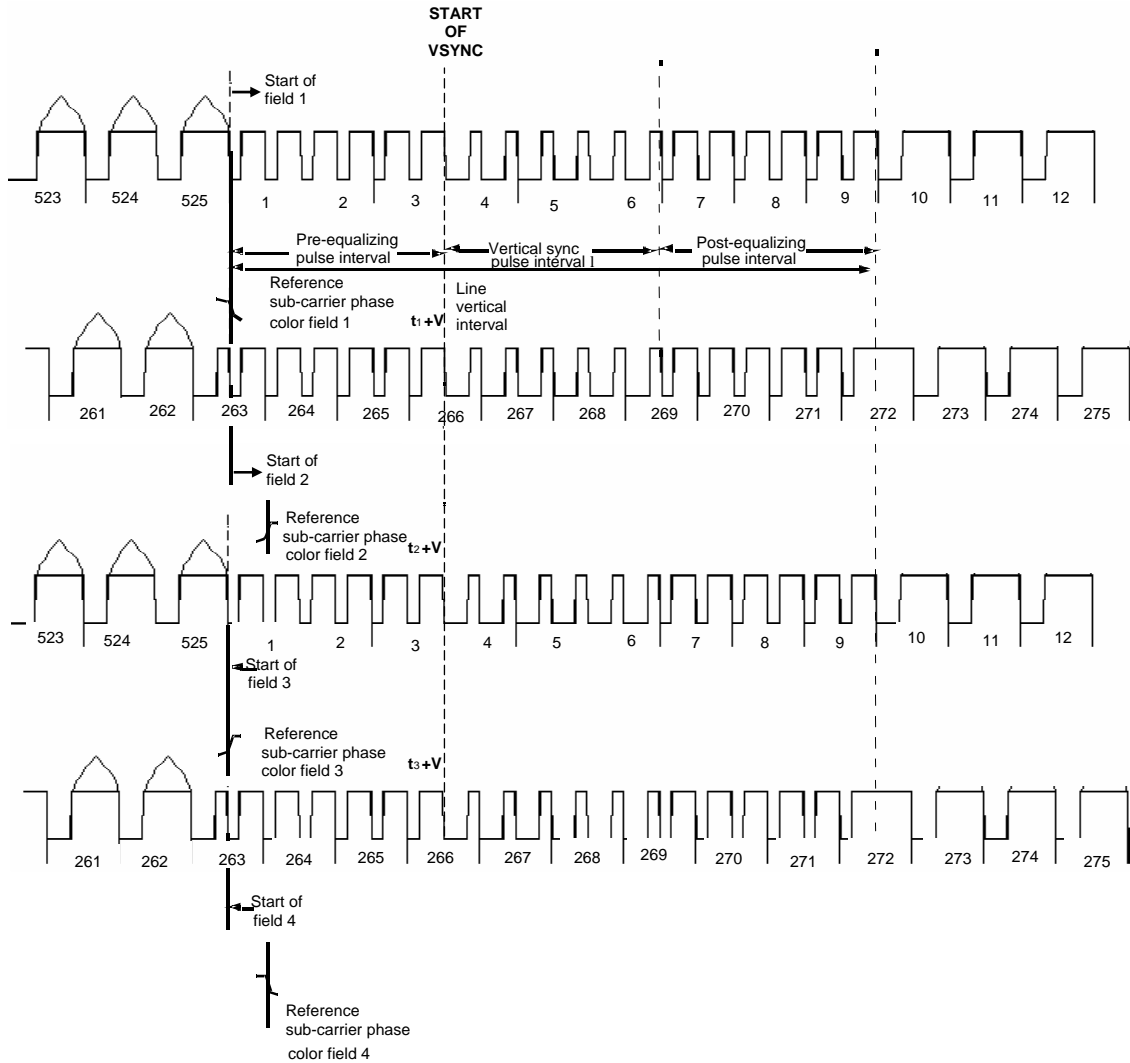 START
OF
VSYNC
Start of
field 1
523 524 525 1 2 3 4 5 6 7 8 9 10 11 12
Pre-equalizing
pulse interval
Vertical sync
pulse interval l
Post-equalizing
pulse interval
Reference
sub-carrier phase
color field 1
t1+V
Line
vertical
interval
261 262 263 264 265 266 267 268 269 270 271 272 273 274 275
Start of
field 2
Reference
sub-carrier phase
color field 2
t2+V
523 524 525 1 2 3 4 5 6 7 8 9 10 11 12
Start of
field 3
Reference
sub-carrier phase
color field 3
t3+V
261 262 263 264 265 266 267 268 269 270 271 272 273 274 275
Start of
field 4
Reference
sub-carrier phase
color field 4